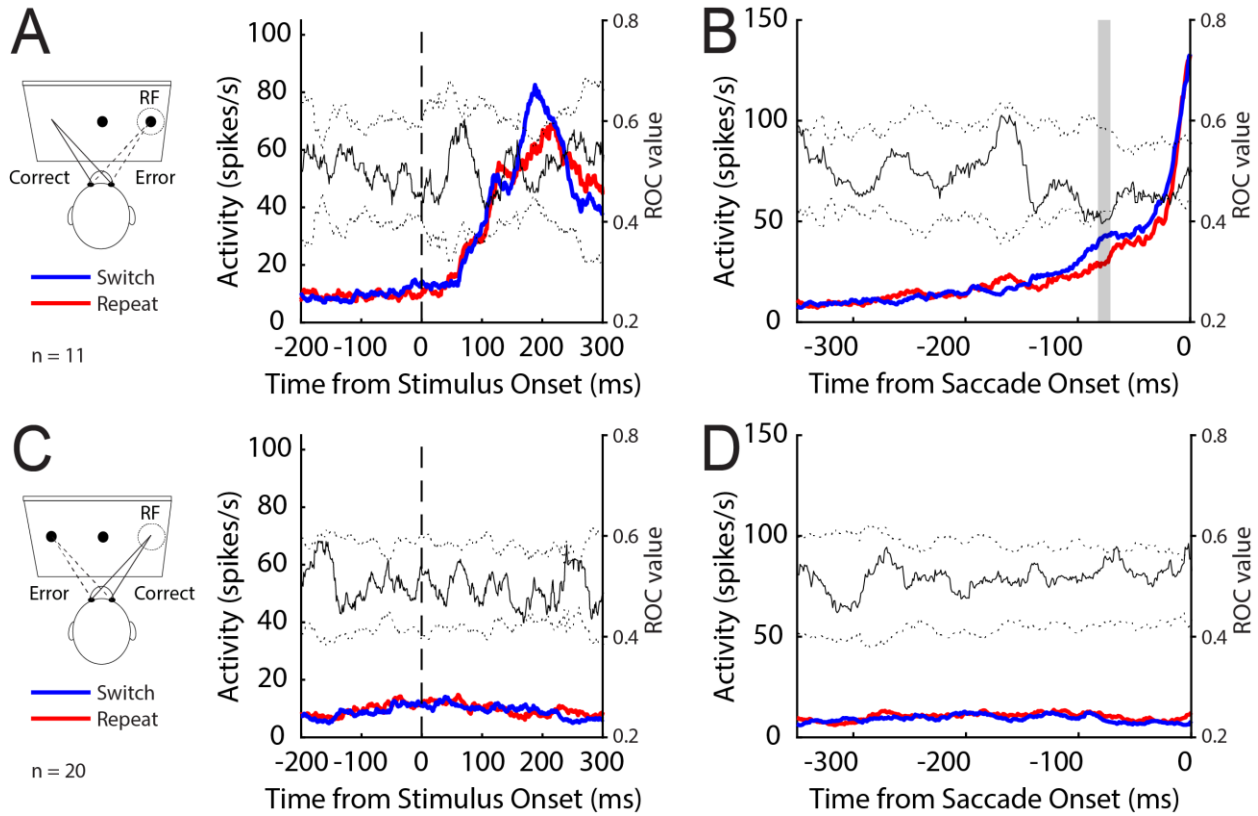 A
RF
Correct
Error
Switch
Repeat
n = 11
Activity (spikes/s)
100
80
60
40
20
0
-200 -100 0 100 200 300
Time from Stimulus Onset (ms)
0.8
0.6
0.4
0.2
ROC value
B
Activity (spikes/s)
150
100
50
0
-300 -200 -100 0
Time from Saccade Onset (ms)
0.8
0.6
0.4
0.2
ROC value
C
RF
Error
Correct
Switch
Repeat
n = 20
Activity (spikes/s)
100
80
60
40
20
0
-200 -100 0 100 200 300
Time from Stimulus Onset (ms)
0.8
0.6
0.4
0.2
ROC value
D
Activity (spikes/s)
150
100
50
0
-300 -200 -100 0
Time from Saccade Onset (ms)
0.8
0.6
0.4
0.2
ROC value